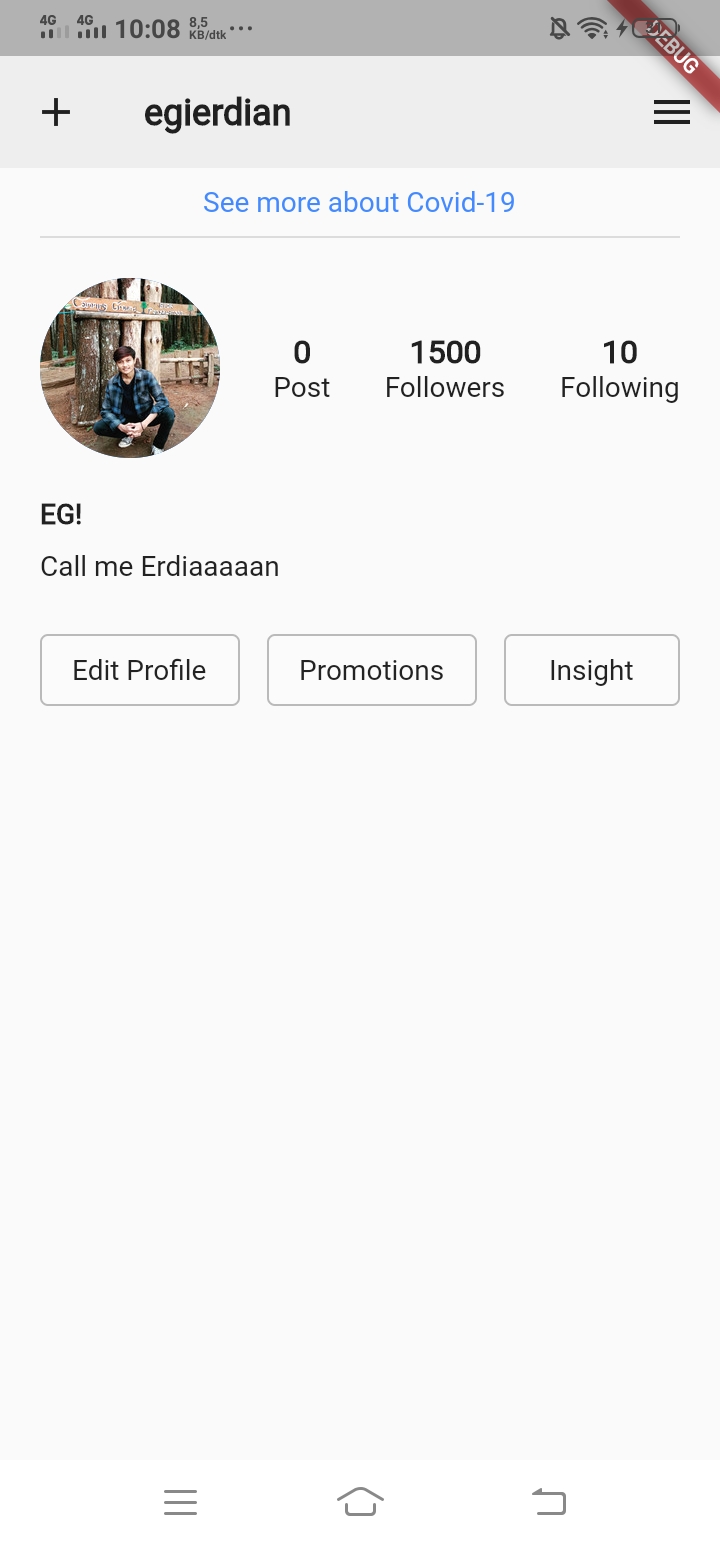 4G 4G 10:08 8,5 KB/dtk ...
DEBUG
egierdian
See more about Covid-19
0 1500 10
Post Followers Following
EG!
Call me Erdiaaaaan
Edit Profile Promotions Insight